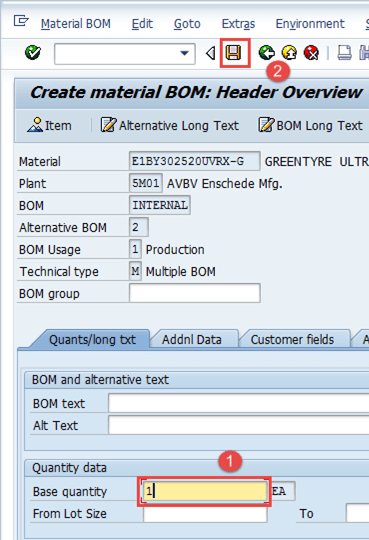 Material BOM Edit Goto Extras Environment
2
Create material BOM: Header Overview
Item Alternative Long Text BOM Long Text
Material E1BY302520UVRX-G GREENTYRE ULTR
Plant 5M01 AVBV Enschede Mfg.
BOM INTERNAL
Alternative BOM 2
BOM Usage 1 Production
Technical type M Multiple BOM
BOM group
Quants/long txt Addnl Data Customer fields A
BOM and alternative text
BOM text
Alt Text
1
Quantity data
Base quantity 1 EA
From Lot Size To